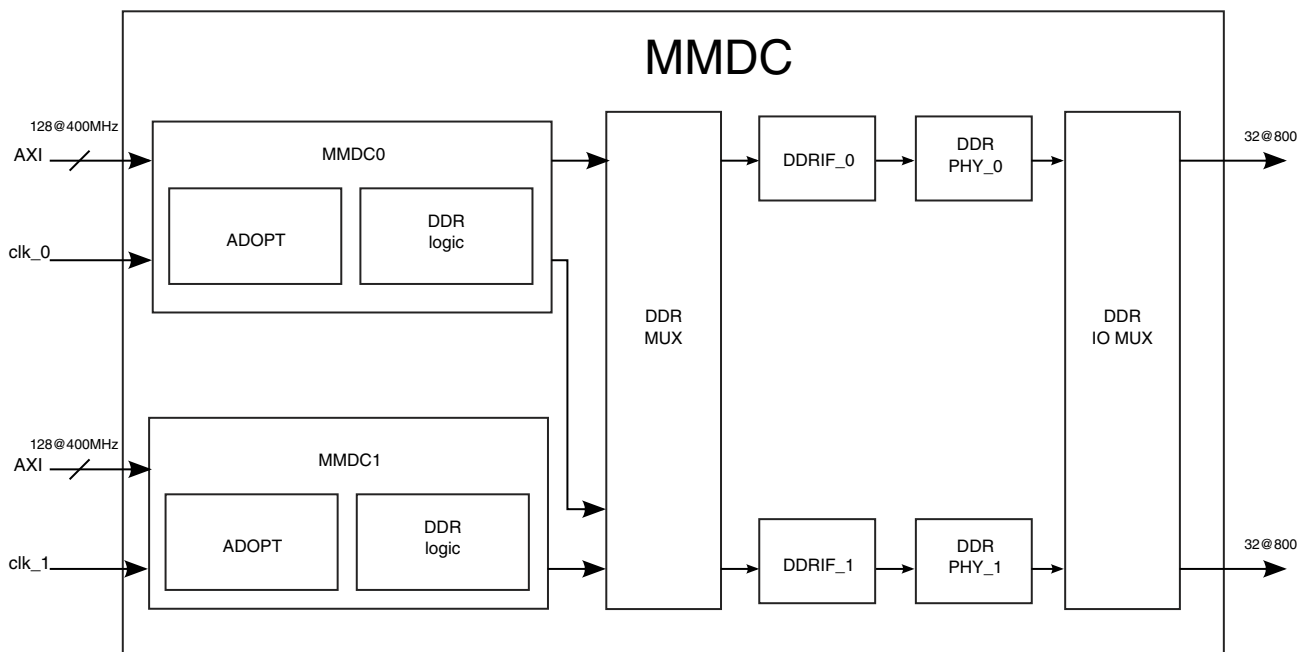 MMDC
128@400MHz
AXI
clk_0
MMDC0
ADOPT
DDR
logic
128@400MHz
AXI
clk_1
MMDC1
ADOPT
DDR
logic
DDR
MUX
DDRIF_0
DDR
PHY_0
DDRIF_1
DDR
PHY_1
DDR
IO MUX
32@800
32@800